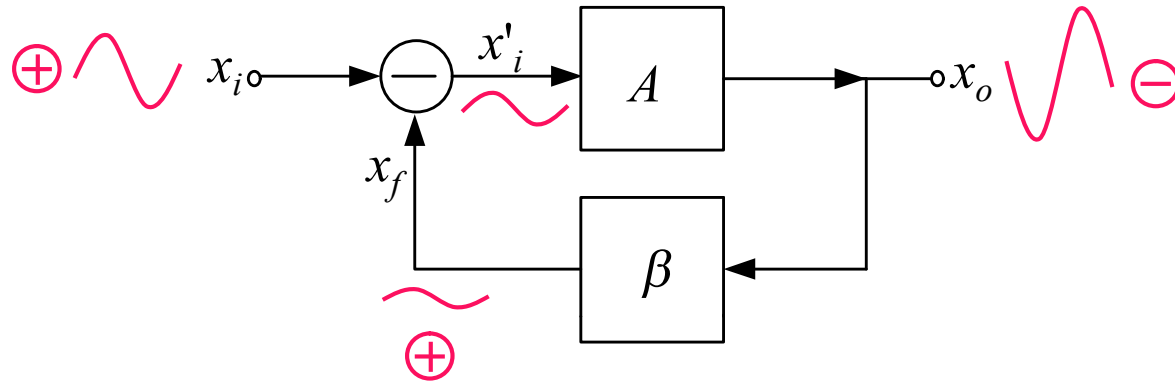 + x_i − x'_i A x_o −
x_f
β
+